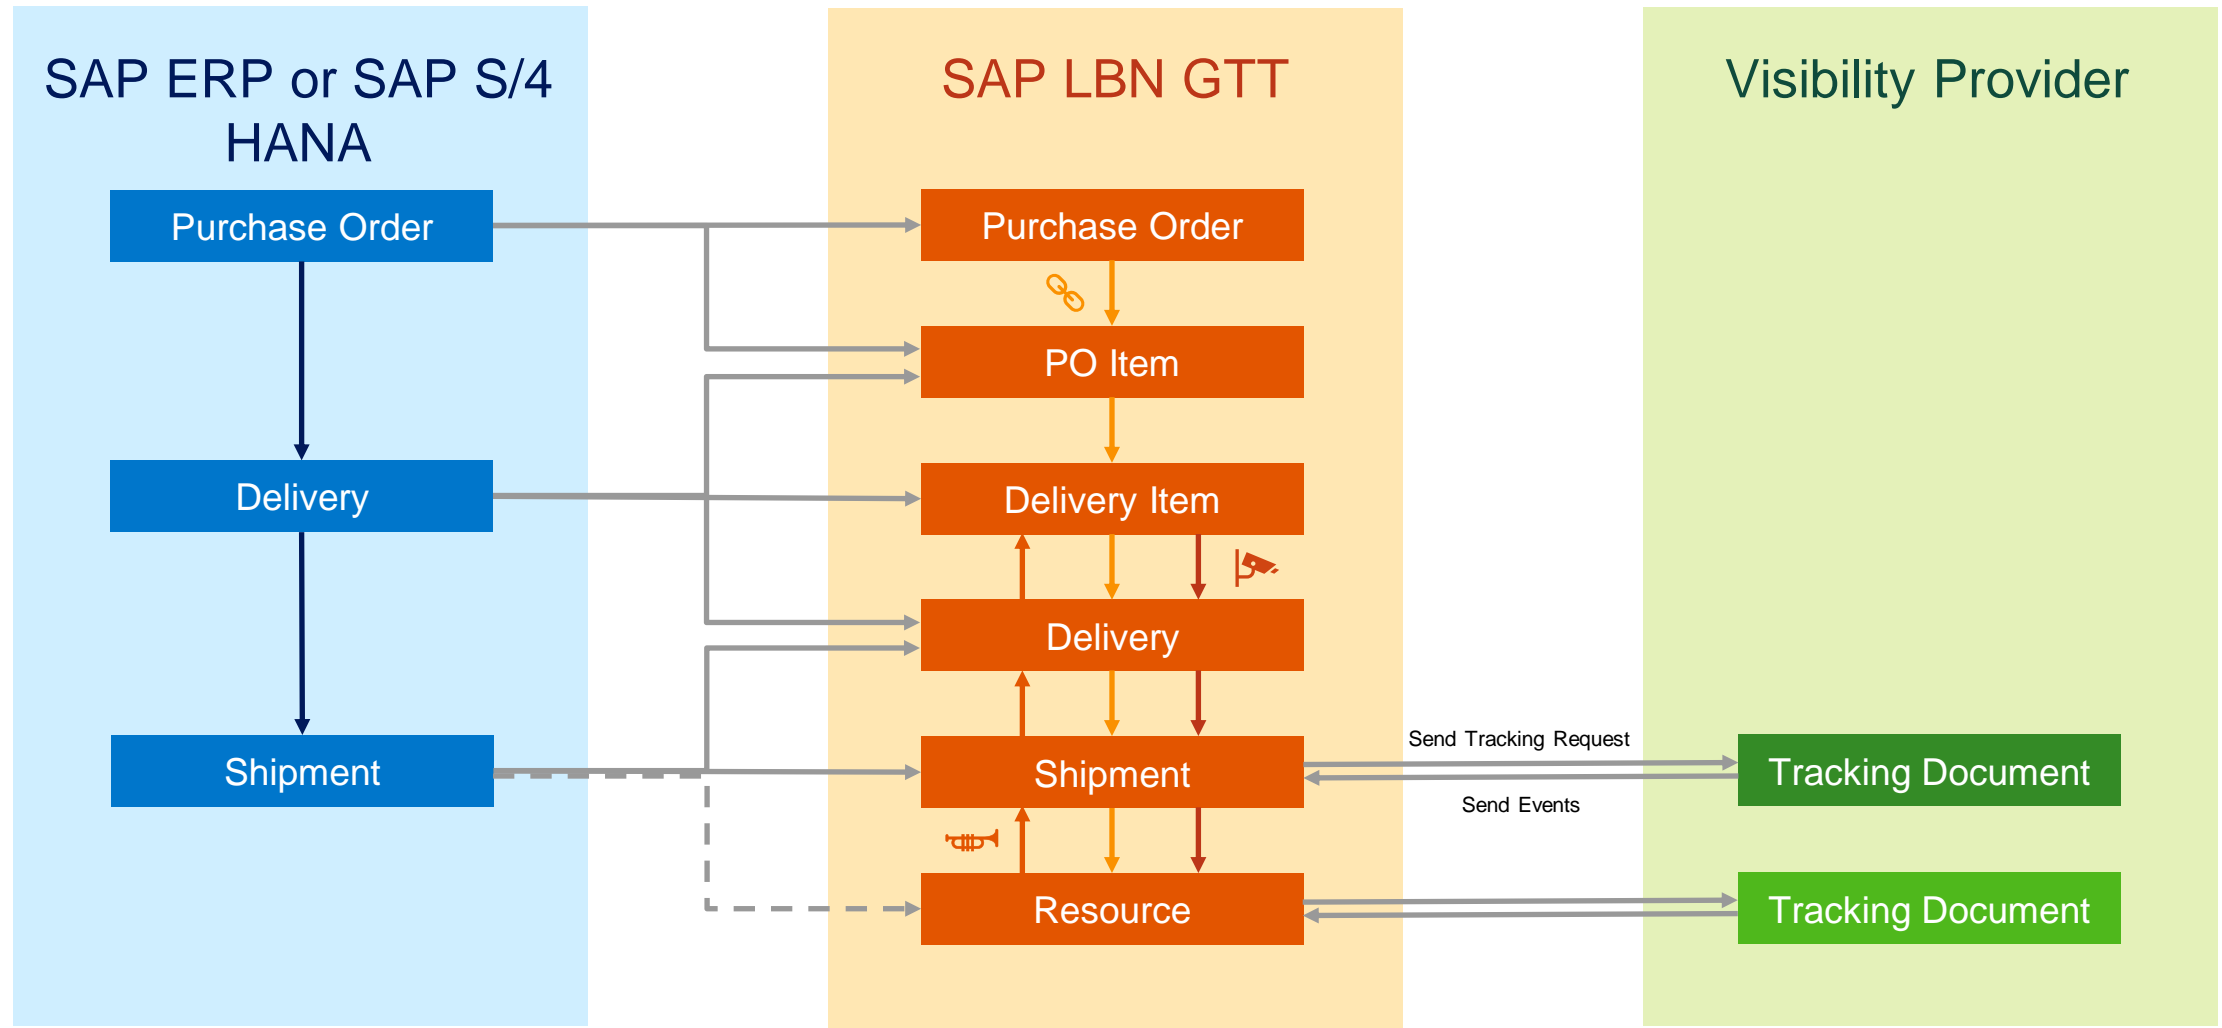 SAP ERP or SAP S/4
HANA
Purchase Order
Delivery
Shipment
SAP LBN GTT
Purchase Order
PO Item
Delivery Item
Delivery
Shipment
Resource
Send Tracking Request
Send Events
Visibility Provider
Tracking Document
Tracking Document